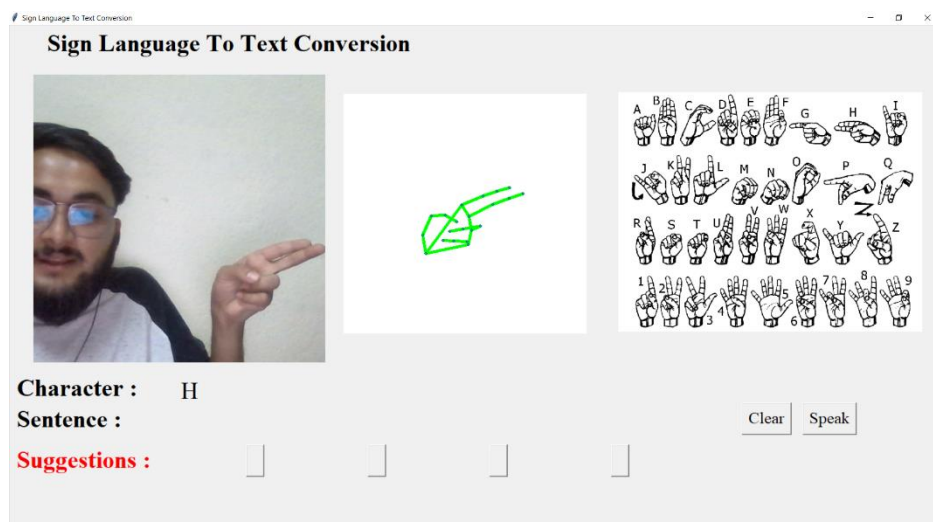 Sign Language To Text Conversion
Sign Language To Text Conversion
A B C D E F G H I
J K L M N O P Q
R S T U V W X Y Z
1 2 3 4 5 6 7 8 9
Character : H
Sentence :
Clear Speak
Suggestions :